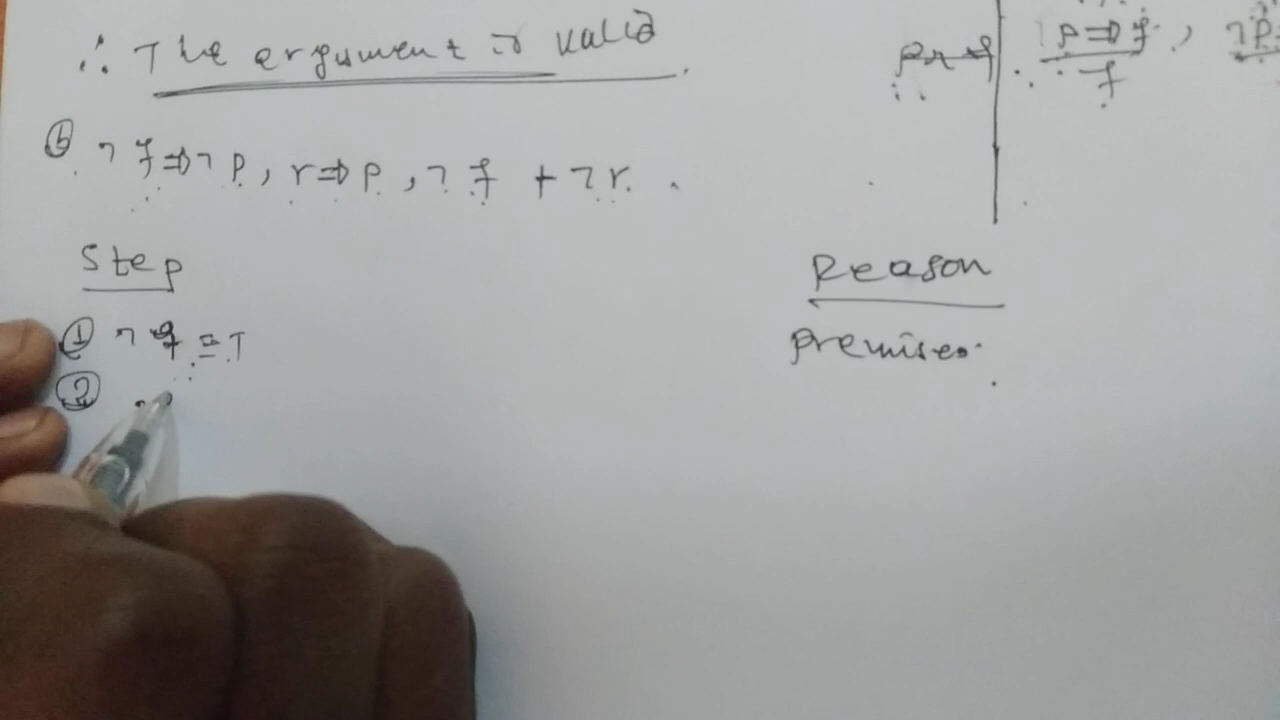 ∴ The argument is valid.
p ⇒ q, ¬p
q
ⓑ ¬q ⇒ ¬p, r ⇒ p, ¬q ⊢ ¬r.
Step Reason
① ¬q ≡ T premises.
②